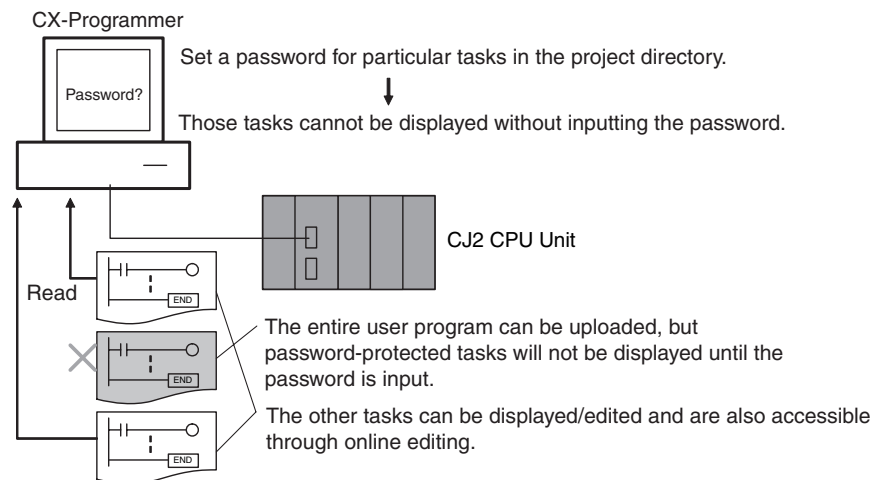 CX-Programmer
Set a password for particular tasks in the project directory.
Password?
Those tasks cannot be displayed without inputting the password.
CJ2 CPU Unit
Read
END
The entire user program can be uploaded, but
password-protected tasks will not be displayed until the
password is input.
END
The other tasks can be displayed/edited and are also accessible
through online editing.
END